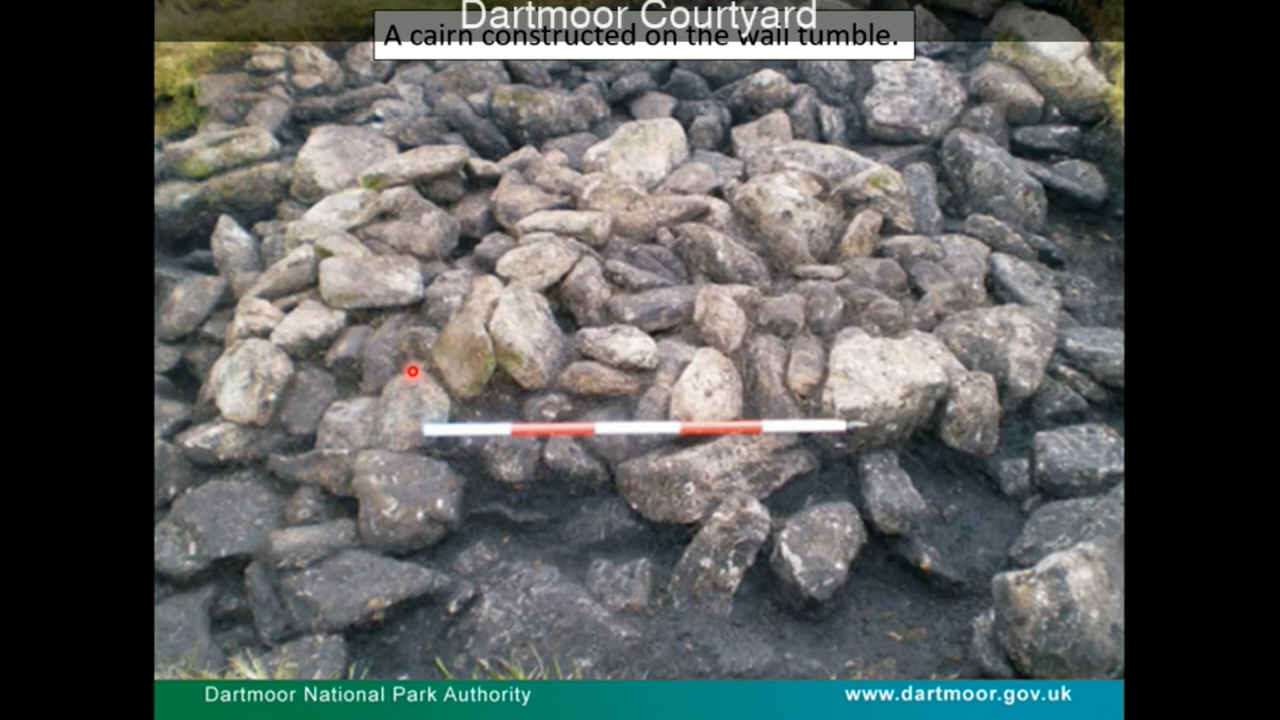 Dartmoor Courtyard
A cairn constructed on the wall tumble.
Dartmoor National Park Authority
www.dartmoor.gov.uk